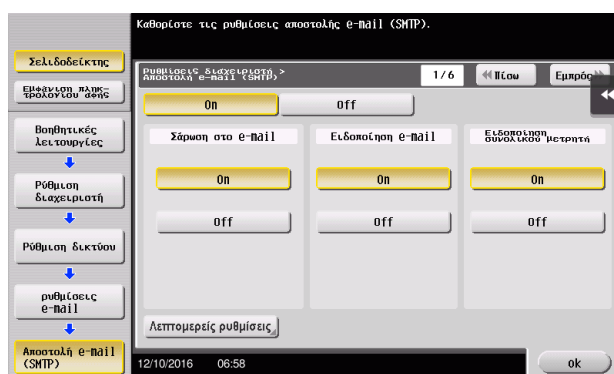 Καθορίστε τις ρυθμίσεις αποστολής e-mail (SMTP).
Σελιδοδείκτης
Εμφάνιση πληκ-
τρολογίου αφής
Βοηθητικές
λειτουργίες
Ρύθμιση
διαχειριστή
Ρύθμιση δικτύου
ρυθμίσεις
e-mail
Αποστολή e-mail
(SMTP)
Ρυθμίσεις διαχειριστή >
Αποστολή e-mail (SMTP)
1/6
Πίσω
Εμπρός
On
Off
Σάρωση στο e-mail
On
Off
Ειδοποίηση e-mail
On
Off
Ειδοποίηση
συνολικού μετρητή
On
Off
Λεπτομερείς ρυθμίσεις
12/10/2016 06:58
ok